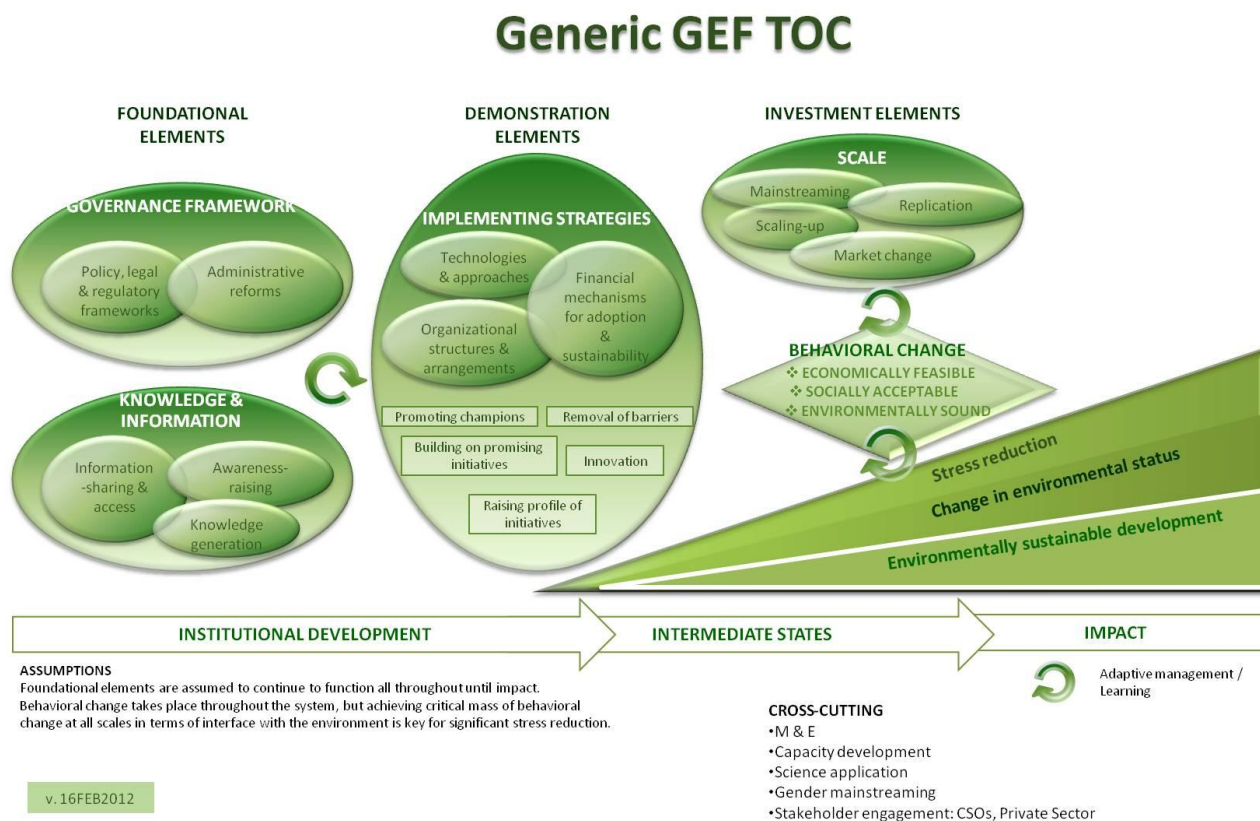 Generic GEF TOC
FOUNDATIONAL
ELEMENTS
GOVERNANCE FRAMEWORK
Policy, legal
& regulatory
frameworks
Administrative
reforms
KNOWLEDGE &
INFORMATION
Information
-sharing &
access
Awareness-
raising
Knowledge
generation
DEMONSTRATION
ELEMENTS
IMPLEMENTING STRATEGIES
Technologies
& approaches
Financial
mechanisms
for adoption
&
sustainability
Organizational
structures &
arrangements
Promoting champions
Removal of barriers
Building on promising
initiatives
Innovation
Raising profile of
initiatives
INVESTMENT ELEMENTS
SCALE
Mainstreaming
Replication
Scaling-up
Market change
BEHAVIORAL CHANGE
❖ ECONOMICALLY FEASIBLE
❖ SOCIALLY ACCEPTABLE
❖ ENVIRONMENTALLY SOUND
Stress reduction
Change in environmental status
Environmentally sustainable development
INSTITUTIONAL DEVELOPMENT
INTERMEDIATE STATES
IMPACT
ASSUMPTIONS
Foundational elements are assumed to continue to function all throughout until impact.
Behavioral change takes place throughout the system, but achieving critical mass of behavioral
change at all scales in terms of interface with the environment is key for significant stress reduction.
Adaptive management /
Learning
CROSS-CUTTING
•M & E
•Capacity development
•Science application
•Gender mainstreaming
•Stakeholder engagement: CSOs, Private Sector
v. 16FEB2012